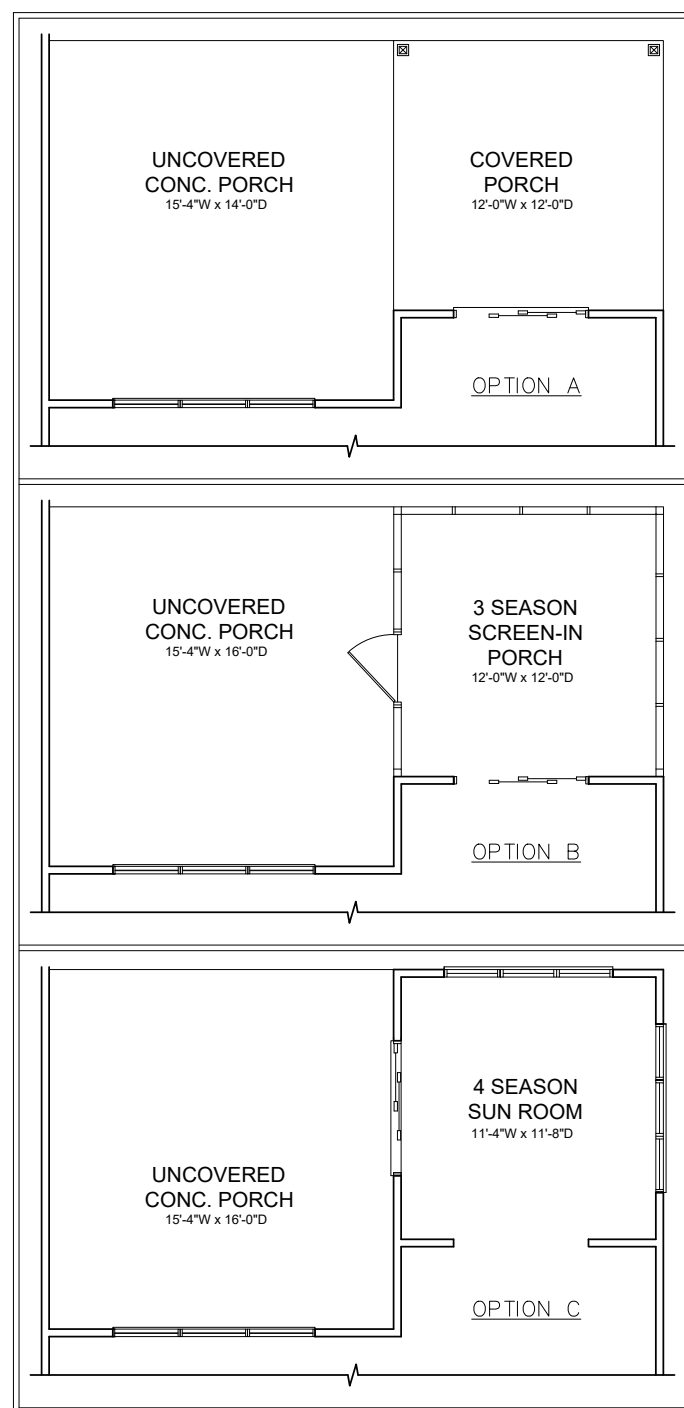 UNCOVERED
CONC. PORCH
15'-4"W x 14'-0"D
COVERED
PORCH
12'-0"W x 12'-0"D
OPTION A
UNCOVERED
CONC. PORCH
15'-4"W x 16'-0"D
3 SEASON
SCREEN-IN
PORCH
12'-0"W x 12'-0"D
OPTION B
4 SEASON
SUN ROOM
11'-4"W x 11'-8"D
UNCOVERED
CONC. PORCH
15'-4"W x 16'-0"D
OPTION C